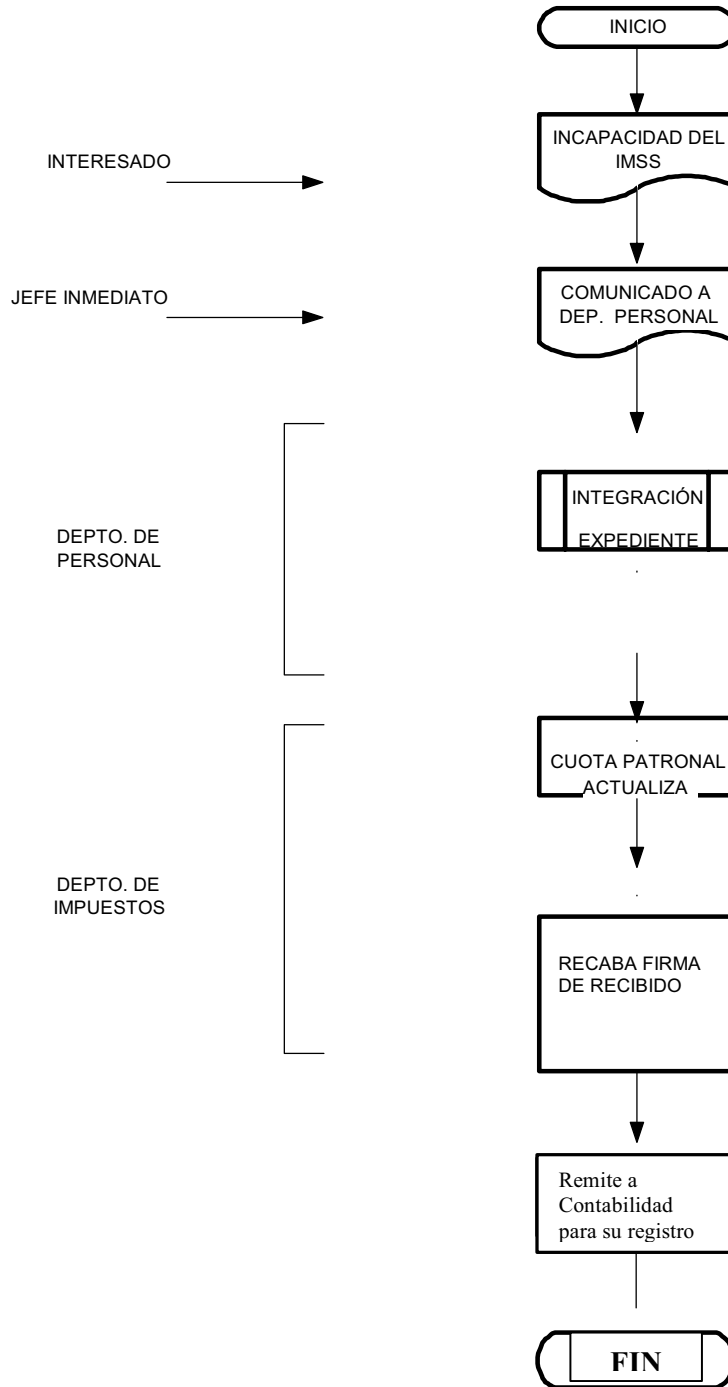 INICIO
INCAPACIDAD DEL
IMSS
INTERESADO
JEFE INMEDIATO
COMUNICADO A
DEP. PERSONAL
INTEGRACIÓN
EXPEDIENTE
DEPTO. DE
PERSONAL
CUOTA PATRONAL
ACTUALIZA
DEPTO. DE
IMPUESTOS
RECABA FIRMA
DE RECIBIDO
Remite a
Contabilidad
para su registro
FIN